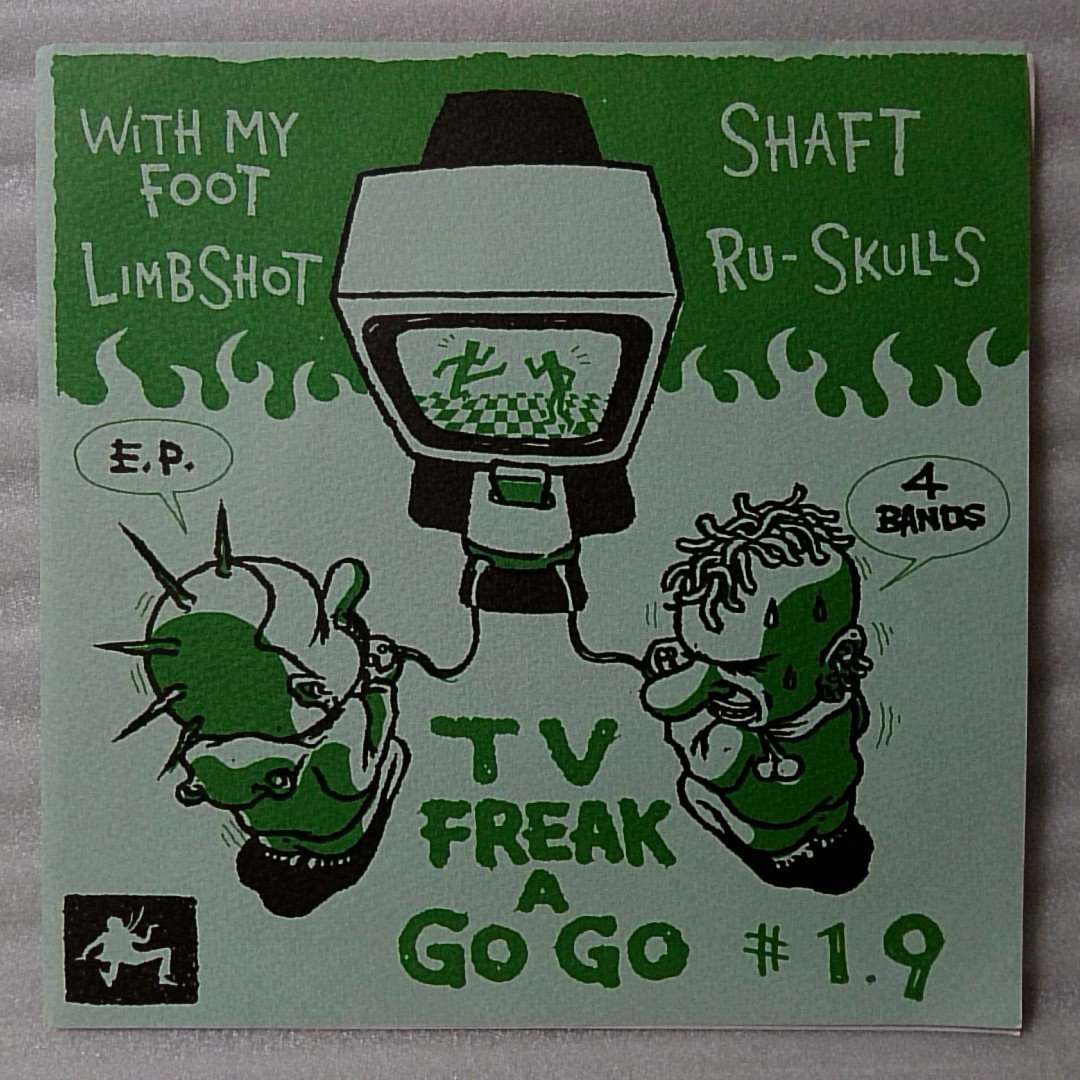 WiTH MY
FOOT
LIMBSHOT
SHAFT
RU-SKULLS
E.P.
4
BANDS
TV
FREAK
A
GO GO #1.9